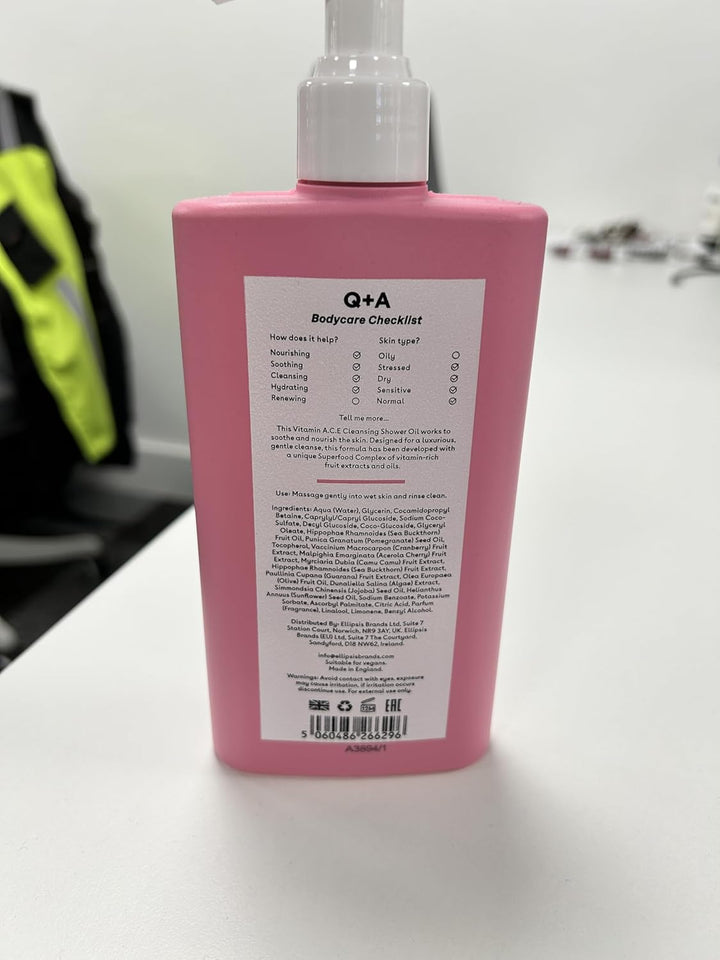 Q+A
Bodycare Checklist
How does it help?
Nourishing
Soothing
Cleansing
Hydrating
Renewing
Skin type?
Oily
Stressed
Dry
Sensitive
Normal
Tell me more...
This Vitamin A.C.E Cleansing Shower Oil works to
soothe and nourish the skin. Designed for a luxurious,
gentle cleanse, this formula has been developed with
a unique Superfood Complex of vitamin-rich
fruit extracts and oils.
Use: Massage gently into wet skin and rinse clean.
Ingredients: Aqua (Water), Glycerin, Cocamidopropyl
Betaine, Caprylyl/Capryl Glucoside, Sodium Coco-
Sulfate, Decyl Glucoside, Coco-Glucoside, Glyceryl
Oleate, Hippophae Rhamnoides (Sea Buckthorn)
Fruit Oil, Punica Granatum (Pomegranate) Seed Oil,
Tocopherol, Vaccinium Macrocarpon (Cranberry) Fruit
Extract, Malpighia Emarginata (Acerola Cherry) Fruit
Extract, Myrciaria Dubia (Camu Camu) Fruit Extract,
Hippophae Rhamnoides (Sea Buckthorn) Fruit Extract,
Paullinia Cupana (Guarana) Fruit Extract, Olea Europaea
(Olive) Fruit Oil, Dunaliella Salina (Algae) Extract,
Simmondsia Chinensis (Jojoba) Seed Oil, Helianthus
Annuus (Sunflower) Seed Oil, Sodium Benzoate, Potassium
Sorbate, Ascorbyl Palmitate, Citric Acid, Parfum
(Fragrance), Linalool, Limonene, Benzyl Alcohol.
Distributed By: Ellipsis Brands Ltd, Suite 7
Station Court, Norwich, NR9 3AY, UK. Ellipsis
Brands (EU) Ltd, Suite 7 The Courtyard,
Sandyford, D18 NW62, Ireland.
info@ellipsisbrands.com
Suitable for vegans.
Made in England.
Warnings: Avoid contact with eyes, exposure
may cause irritation, if irritation occurs
discontinue use. For external use only.
12M
EAC
5 060486 266296
A3894/1